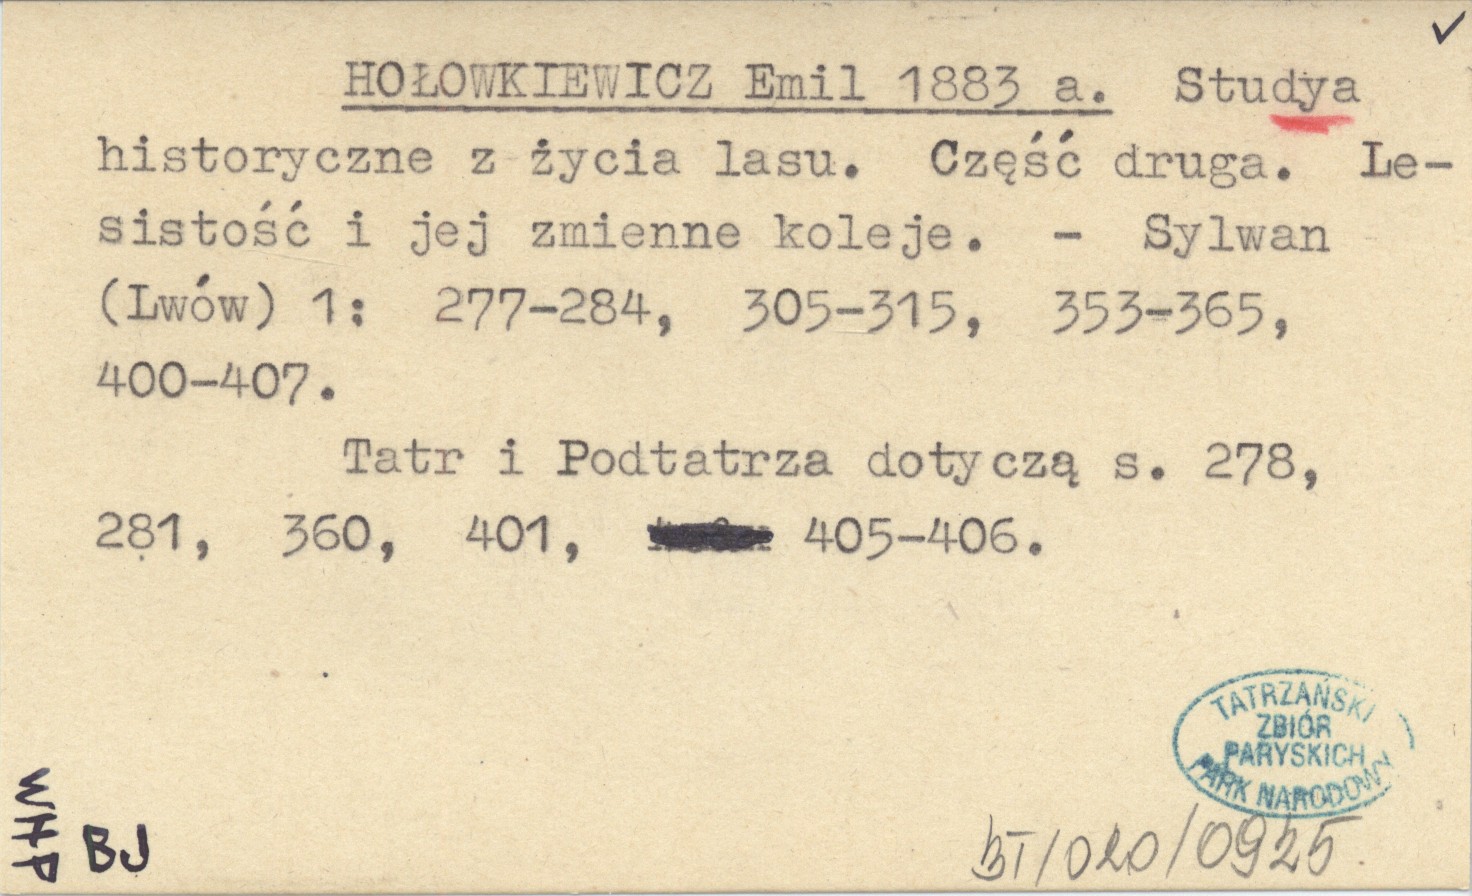 ✓
HOŁOWKIEWICZ Emil 1883 a. Studya
historyczne z życia lasu. Część druga. Le-
sistość i jej zmienne koleje. - Sylwan
(Lwów) 1: 277-284, 305-315, 353-365,
400-407.
Tatr i Podtatrza dotyczą s. 278,
281, 360, 401, 405-406.
TATRZAŃSKI
ZBIÓR
PARYSKICH
PARK NARODOWY
WHP
BJ
BT/020/0925